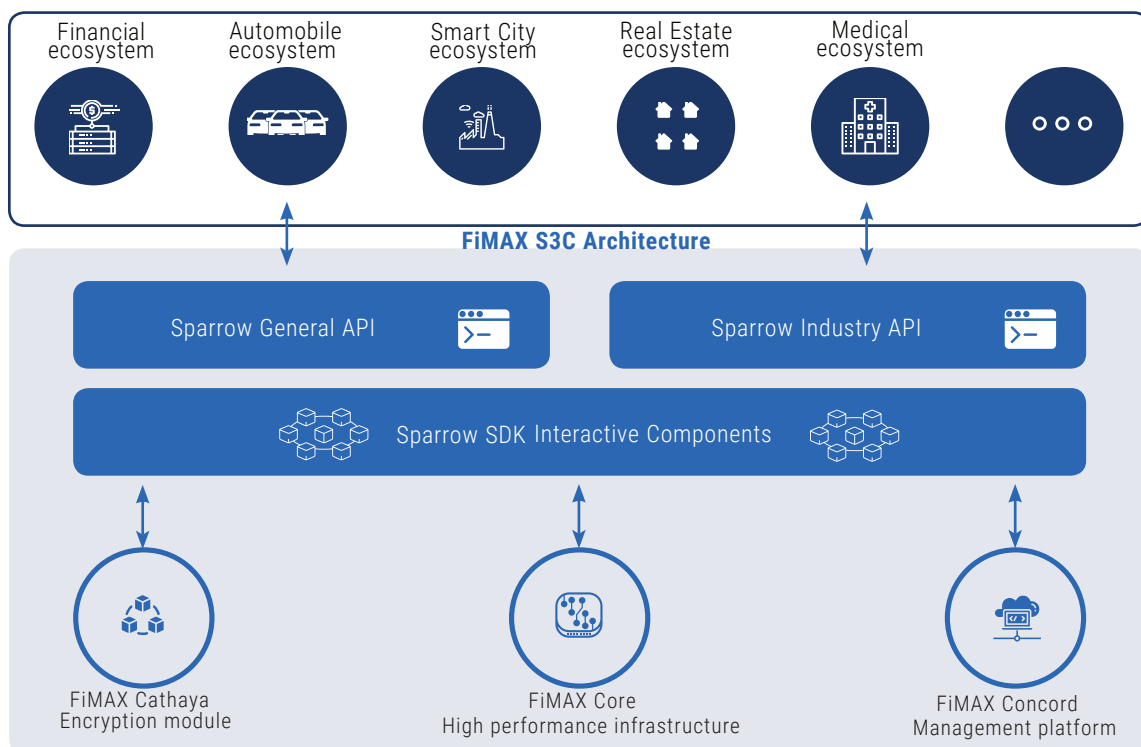 Financial
ecosystem
Automobile
ecosystem
Smart City
ecosystem
Real Estate
ecosystem
Medical
ecosystem
FiMAX S3C Architecture
Sparrow General API
Sparrow Industry API
Sparrow SDK Interactive Components
FiMAX Cathaya
Encryption module
FiMAX Core
High performance infrastructure
FiMAX Concord
Management platform